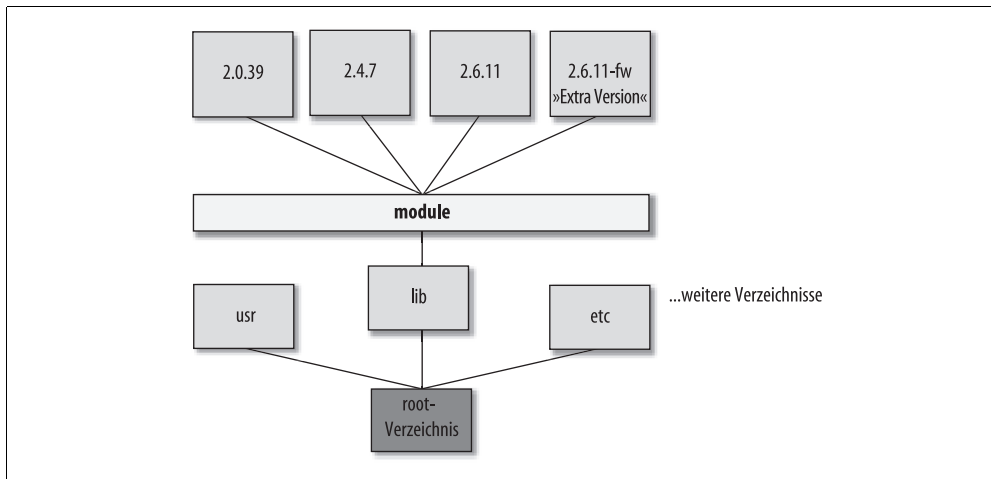 2.0.39
2.4.7
2.6.11
2.6.11-fw
»Extra Version«
module
lib
usr
etc
...weitere Verzeichnisse
root-
Verzeichnis